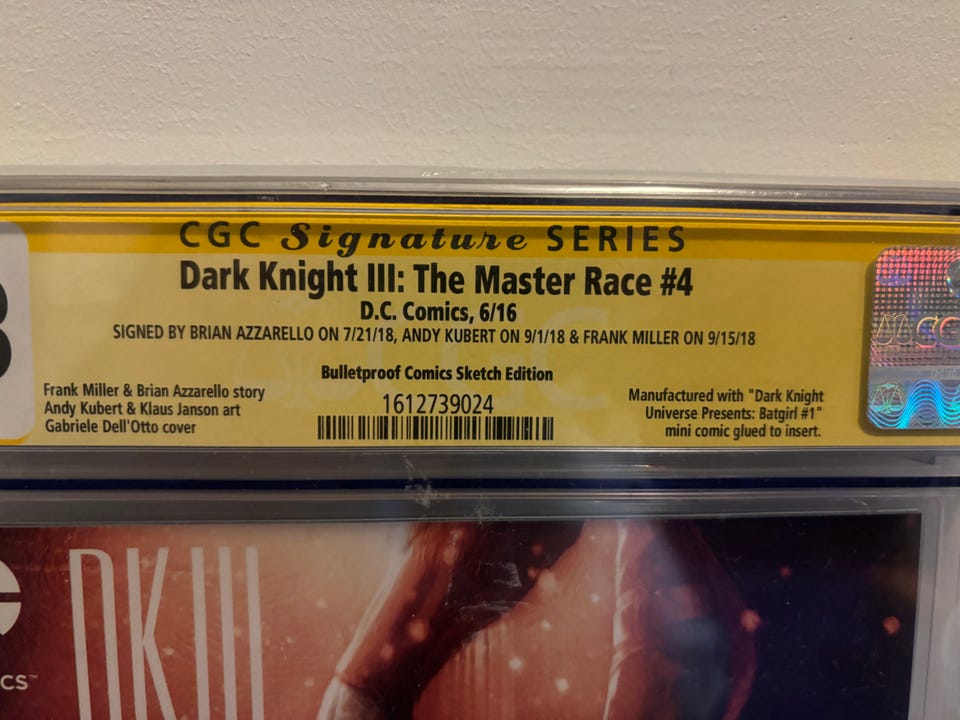 CGC Signature SERIES
Dark Knight III: The Master Race #4
D.C. Comics, 6/16
SIGNED BY BRIAN AZZARELLO ON 7/21/18, ANDY KUBERT ON 9/1/18 & FRANK MILLER ON 9/15/18
Bulletproof Comics Sketch Edition
Frank Miller & Brian Azzarello story
Andy Kubert & Klaus Janson art
Gabriele Dell'Otto cover
1612739024
Manufactured with "Dark Knight
Universe Presents: Batgirl #1"
mini comic glued to insert.
CGC
DKIII
CS™